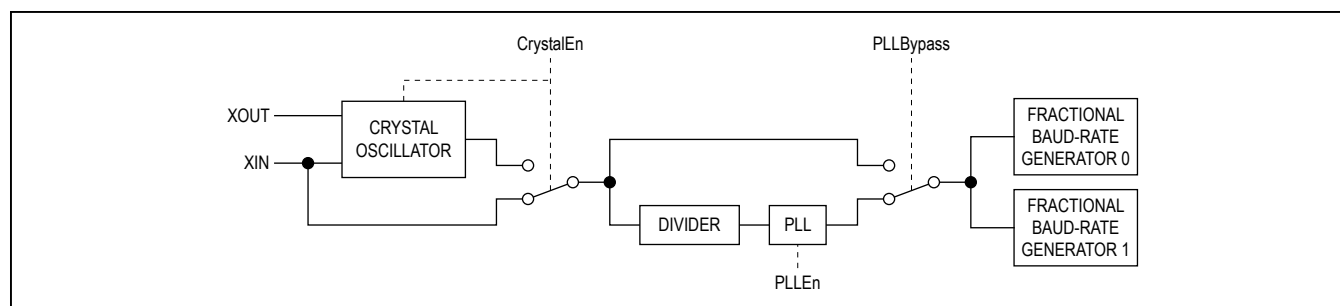 CrystalEn
PLLBypass
XOUT
XIN
CRYSTAL
OSCILLATOR
DIVIDER
PLL
PLLEn
FRACTIONAL
BAUD-RATE
GENERATOR 0
FRACTIONAL
BAUD-RATE
GENERATOR 1